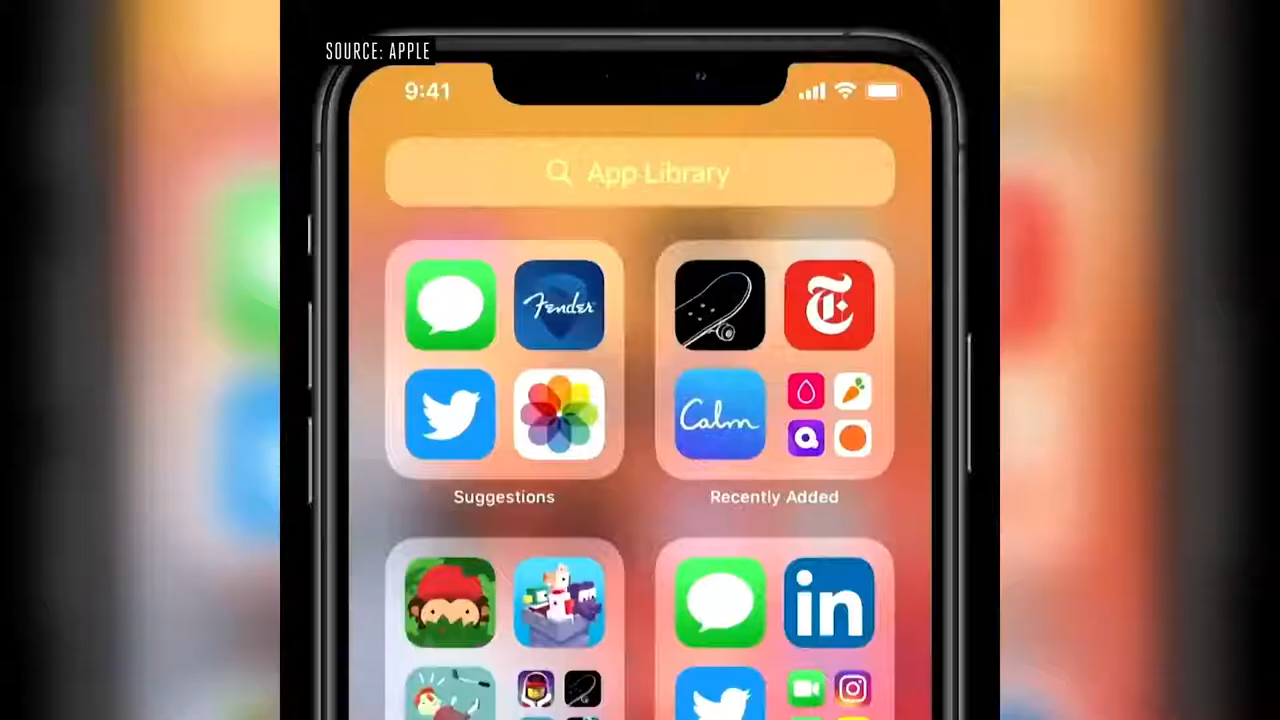 SOURCE: APPLE
9:41
App Library
Fender
Calm
Suggestions
Recently Added
in